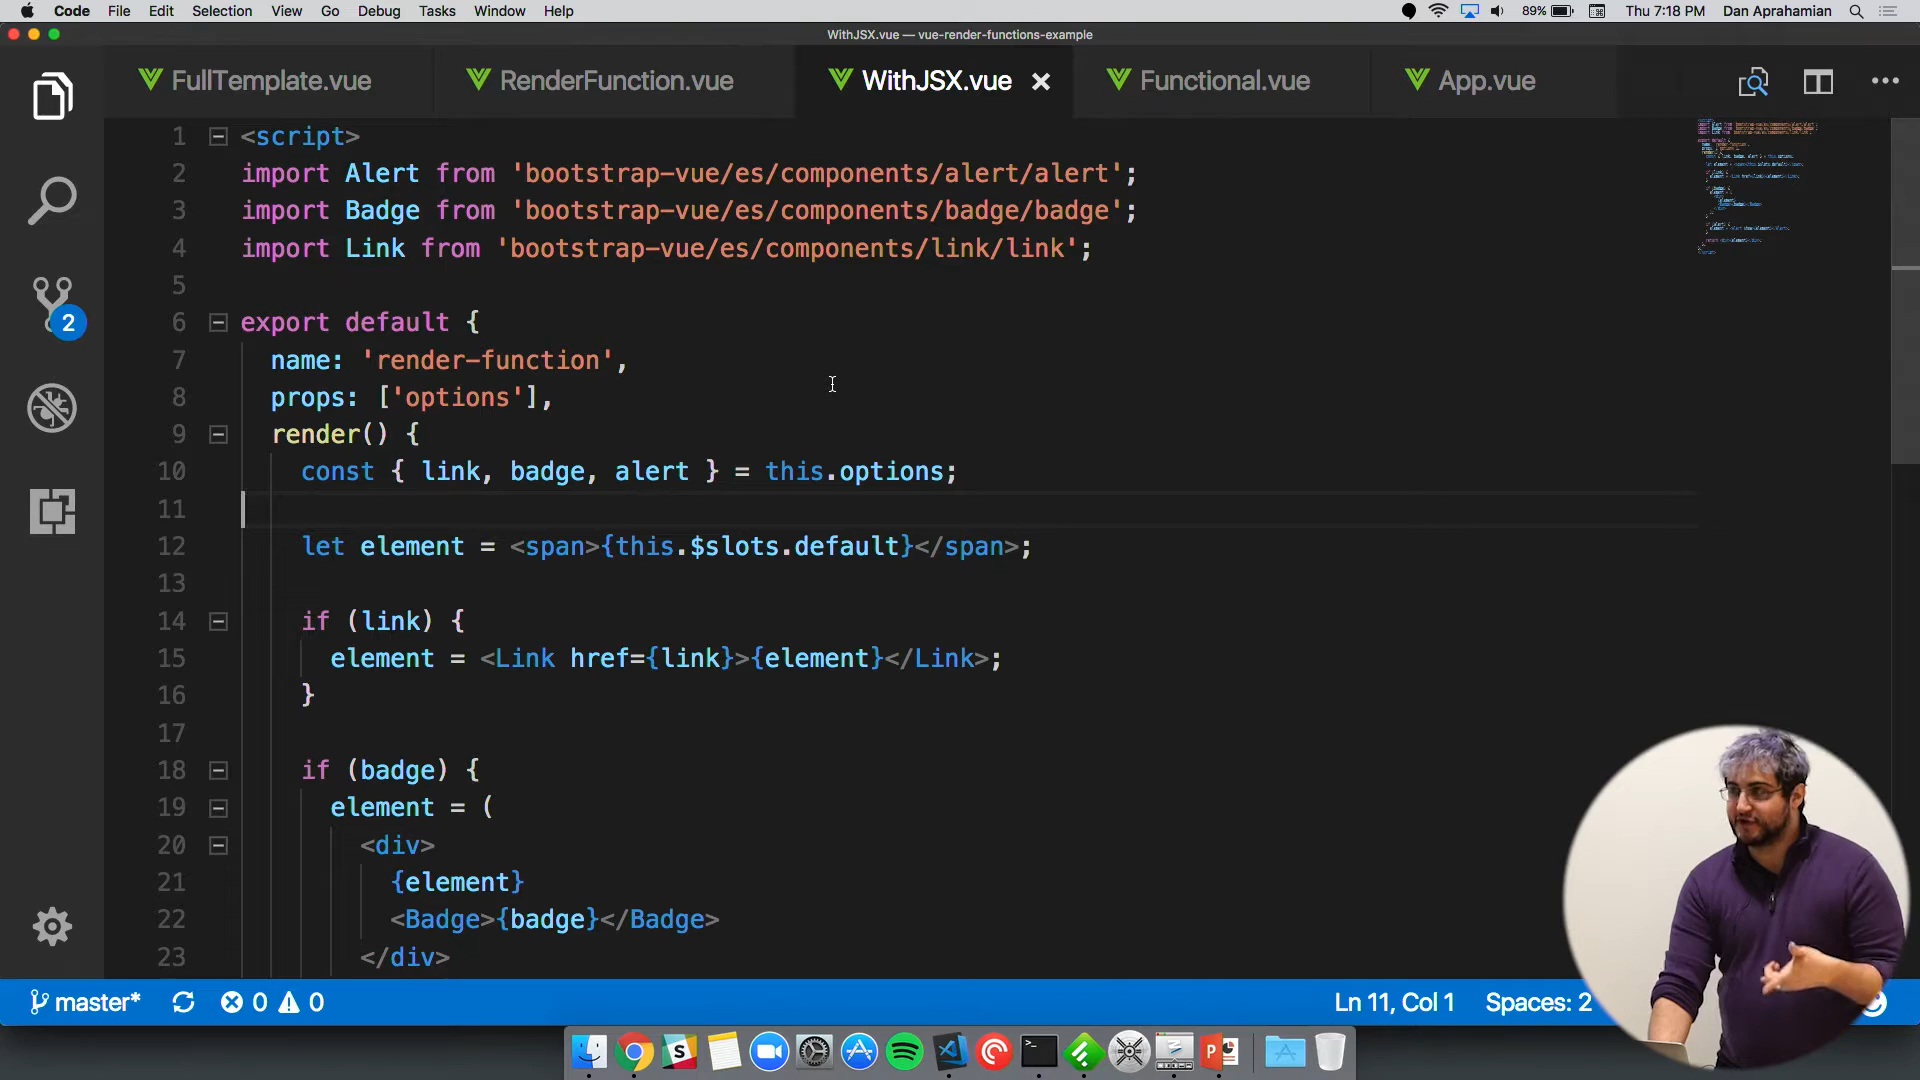 Code File Edit Selection View Go Debug Tasks Window Help 89% Thu 7:18 PM Dan Aprahamian
WithJSX.vue — vue-render-functions-example
FullTemplate.vue RenderFunction.vue WithJSX.vue Functional.vue App.vue
1 <script>
2 import Alert from 'bootstrap-vue/es/components/alert/alert';
3 import Badge from 'bootstrap-vue/es/components/badge/badge';
4 import Link from 'bootstrap-vue/es/components/link/link';
5
6 export default {
7 name: 'render-function',
8 props: ['options'],
9 render() {
10 const { link, badge, alert } = this.options;
11
12 let element = <span>{this.$slots.default}</span>;
13
14 if (link) {
15 element = <Link href={link}>{element}</Link>;
16 }
17
18 if (badge) {
19 element = (
20 <div>
21 {element}
22 <Badge>{badge}</Badge>
23 </div>
2
master* 0 0 Ln 11, Col 1 Spaces: 2